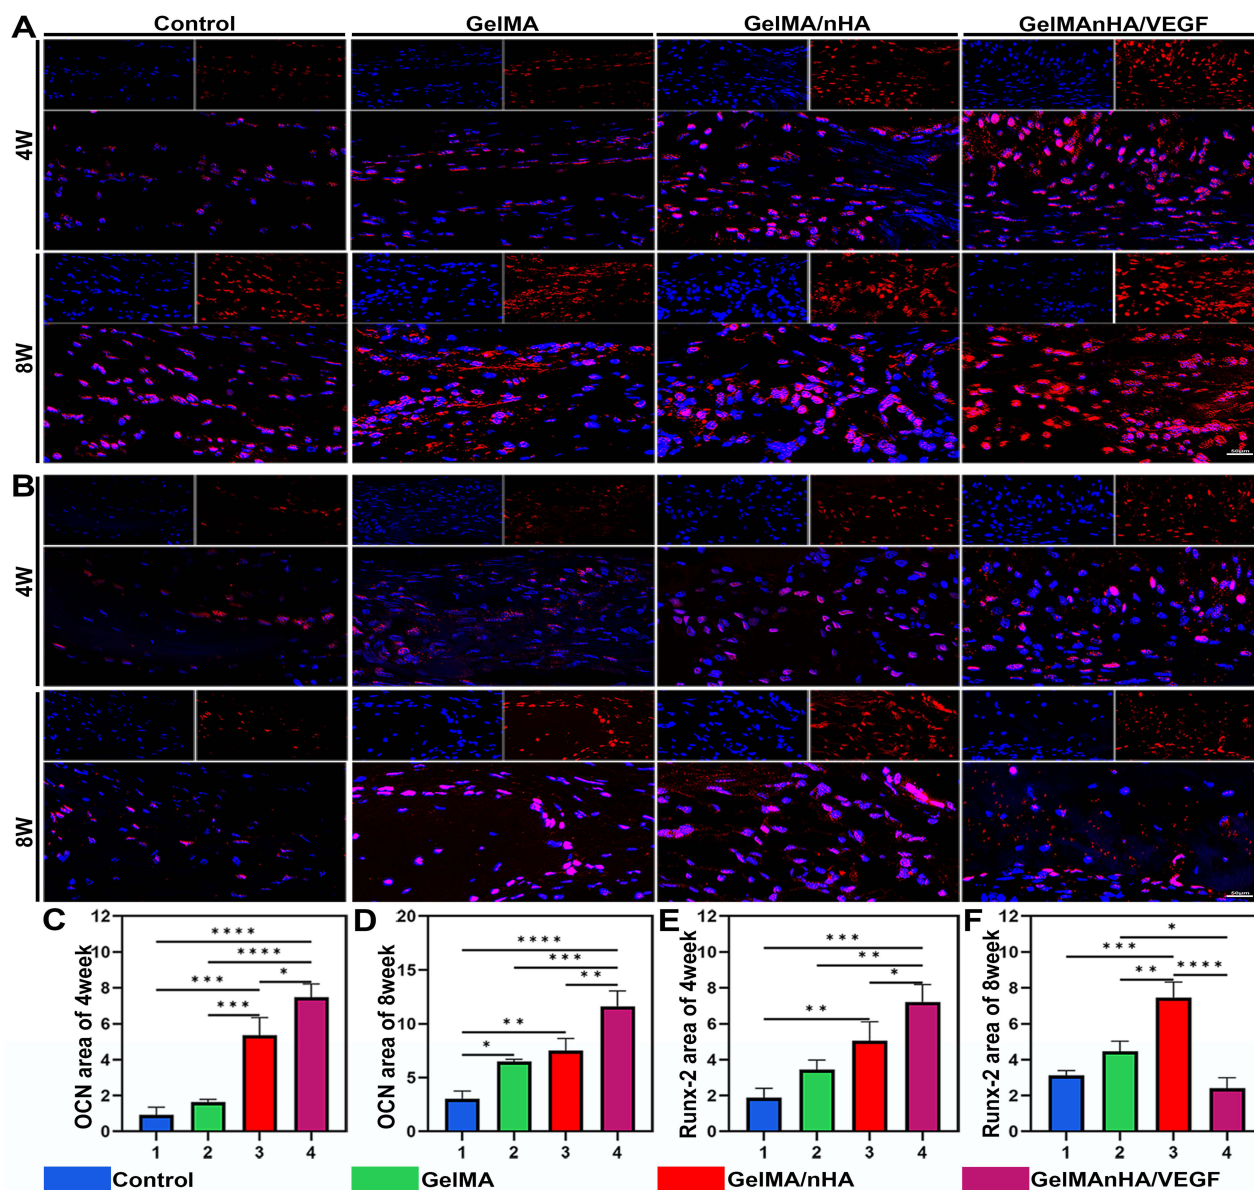 A
Control
GelMA
GelMA/nHA
GelMAnHA/VEGF
4W
8W
50μm
B
4W
8W
50μm
C
OCN area of 4week
12
10
8
6
4
2
0
****
****
***
*
***
1 2 3 4
D
OCN area of 8week
20
15
10
5
0
****
***
**
**
*
1 2 3 4
E
Runx-2 area of 4week
12
10
8
6
4
2
0
***
**
*
**
1 2 3 4
F
Runx-2 area of 8week
12
10
8
6
4
2
0
*
***
**
****
1 2 3 4
Control
GelMA
GelMA/nHA
GelMAnHA/VEGF